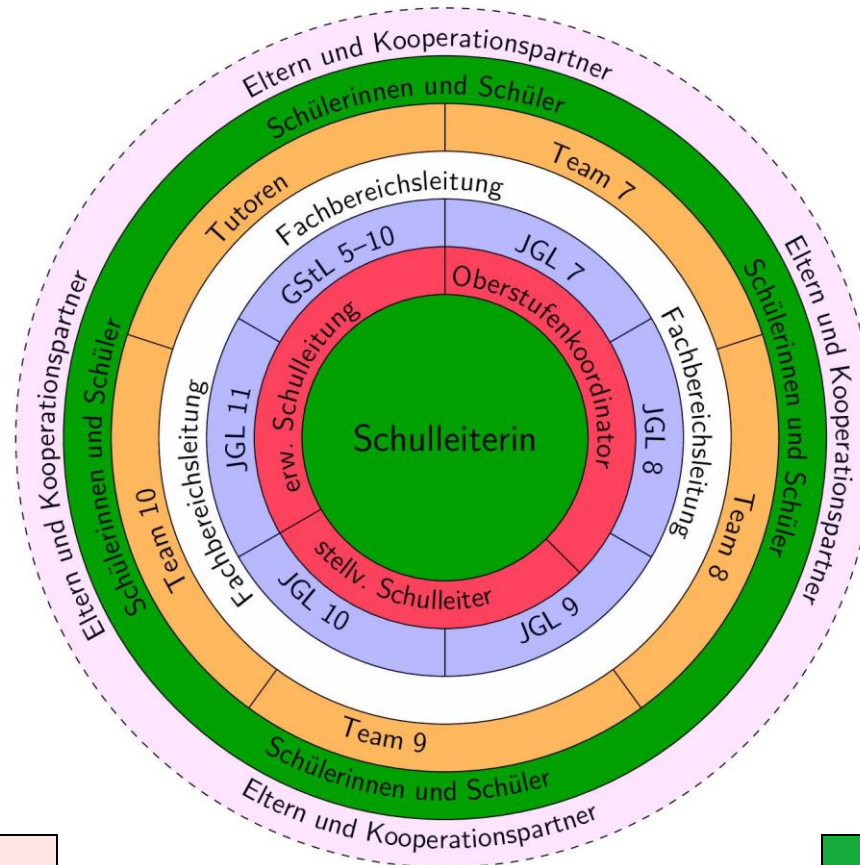 Eltern und Kooperationspartner
Schülerinnen und Schüler
Tutoren
Team 7
Fachbereichsleitung
GStL 5–10
JGL 7
erw. Schulleitung
Oberstufenkoordinator
Schulleiterin
Eltern und Kooperationspartner
Schülerinnen und Schüler
Fachbereichsleitung
JGL 11
JGL 8
Fachbereichsleitung
Schülerinnen und Schüler
Eltern und Kooperationspartner
Team 10
Team 8
stellv. Schulleiter
JGL 10
JGL 9
Team 9
Schülerinnen und Schüler
Eltern und Kooperationspartner